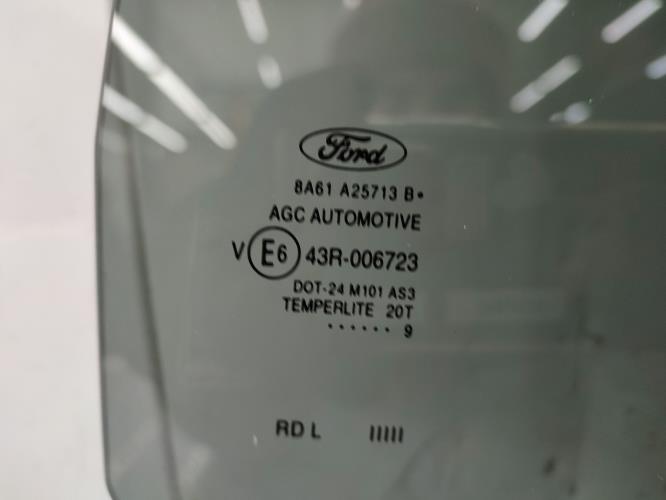 Ford
8A61 A25713 B•
AGC AUTOMOTIVE
V E6 43R-006723
DOT-24 M101 AS3
TEMPERLITE 20T
...... 9
RD L IIIII